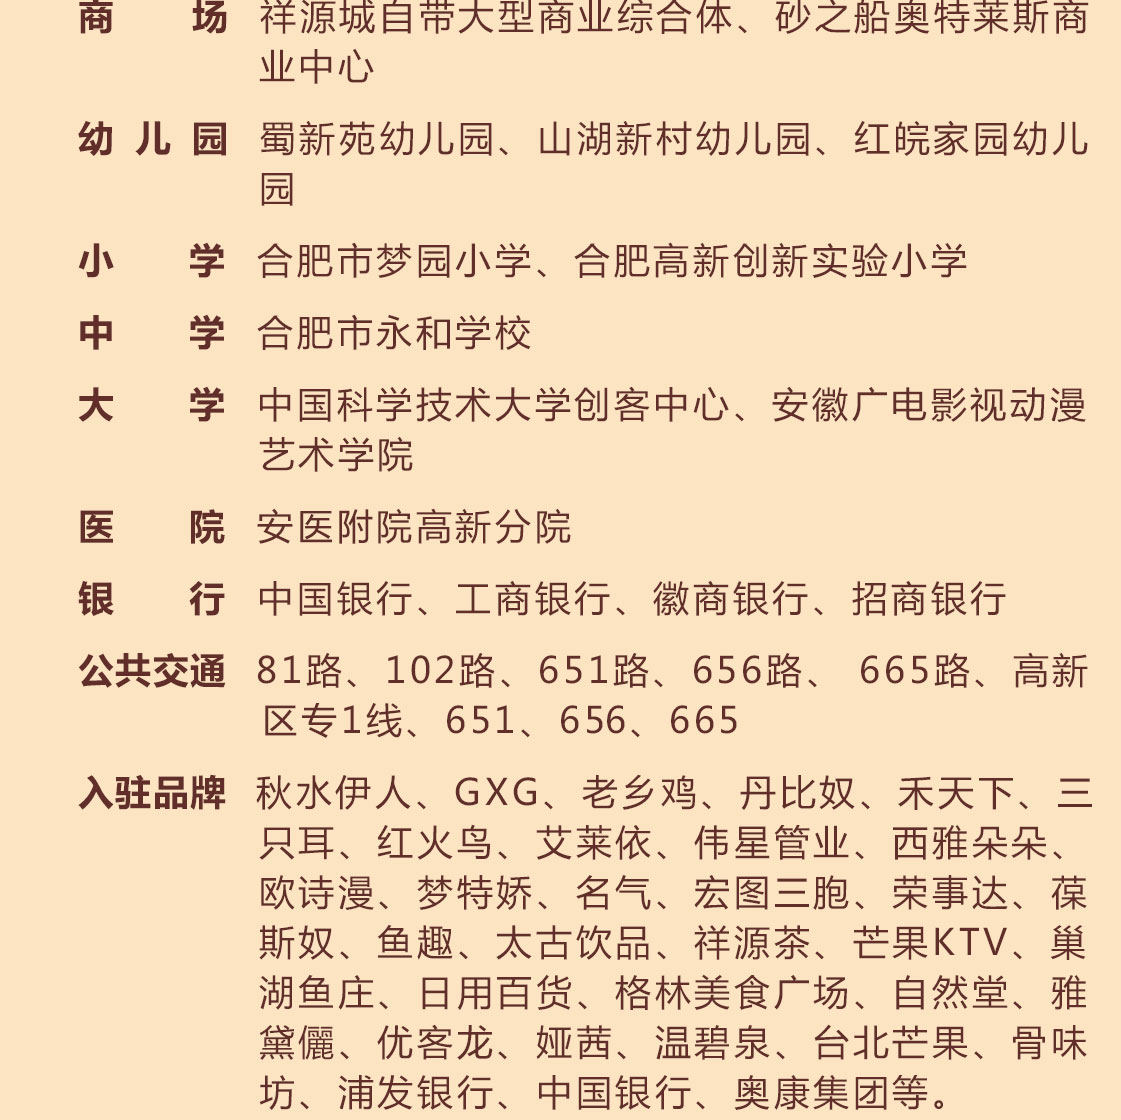 商场 祥源城自带大型商业综合体、砂之船奥特莱斯商
业中心
幼儿园 蜀新苑幼儿园、山湖新村幼儿园、红皖家园幼儿
园
小学 合肥市梦园小学、合肥高新创新实验小学
中学 合肥市永和学校
大学 中国科学技术大学创客中心、安徽广电影视动漫
艺术学院
医院 安医附院高新分院
银行 中国银行、工商银行、徽商银行、招商银行
公共交通 81路、102路、651路、656路、 665路、高新
区专1线、651、656、665
入驻品牌 秋水伊人、GXG、老乡鸡、丹比奴、禾天下、三
只耳、红火鸟、艾莱依、伟星管业、西雅朵朵、
欧诗漫、梦特娇、名气、宏图三胞、荣事达、葆
斯奴、鱼趣、太古饮品、祥源茶、芒果KTV、巢
湖鱼庄、日用百货、格林美食广场、自然堂、雅
黛儷、优客龙、娅茜、温碧泉、台北芒果、骨味
坊、浦发银行、中国银行、奥康集团等。